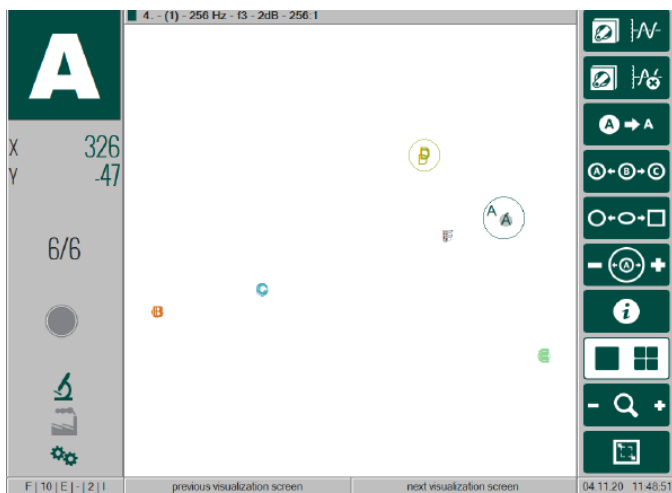 4. - (1) - 256 Hz - f3 - 2dB - 256:1
A
X 326
Y -47
6/6
D
A A
C
B
E
A → A
A B C
- A +
i
- +
F | 10 | E | - | 2 | I
previous visualization screen
next visualization screen
04.11.20 11:48:51